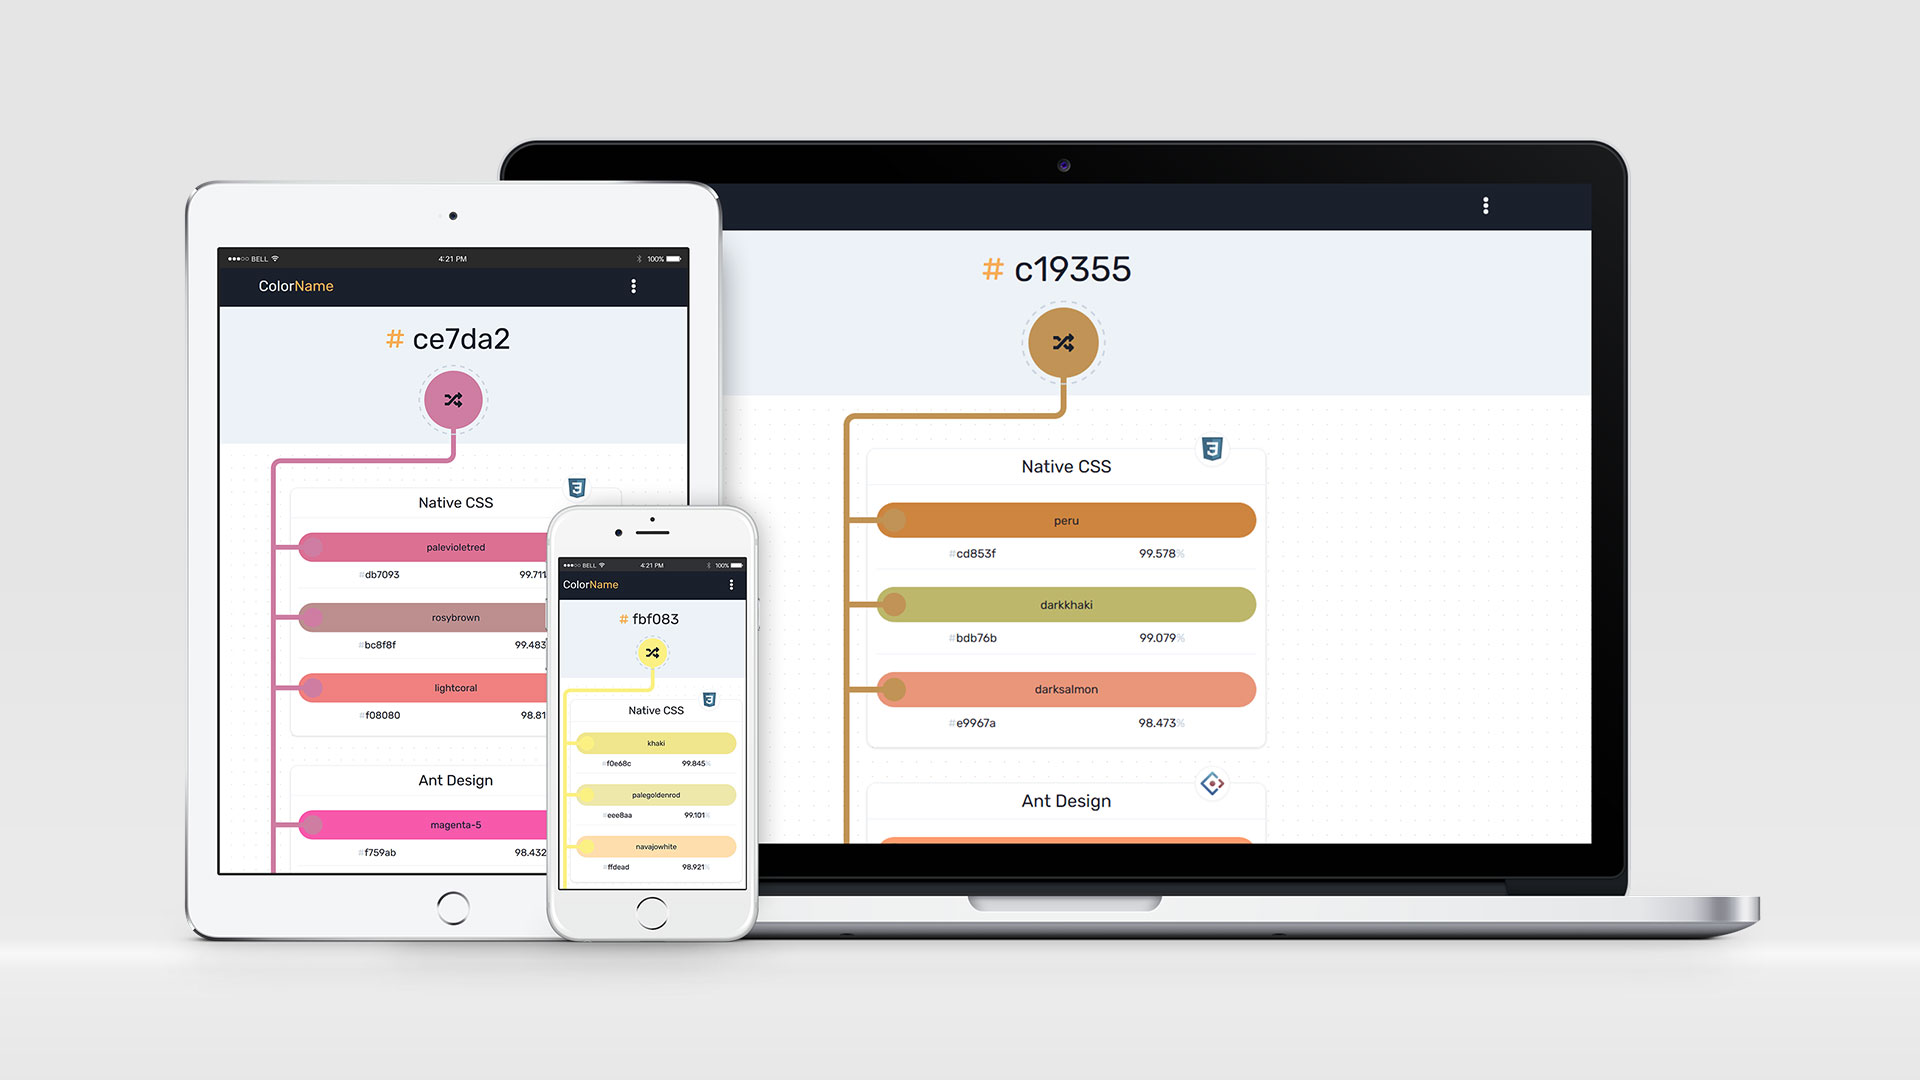 ●●●○○ BELL 4:21 PM 100%
ColorName
# ce7da2
Native CSS
palevioletred
#db7093 99.711
rosybrown
#bc8f8f 99.483
lightcoral
#f08080 98.81
Ant Design
magenta-5
#f759ab 98.432
●●●○○ BELL 4:21 PM 100%
ColorName
# fbf083
Native CSS
khaki
#f0e68c 99.845%
palegoldenrod
#eee8aa 99.101%
navajowhite
#ffdead 98.921%
# c19355
Native CSS
peru
#cd853f 99.578%
darkkhaki
#bdb76b 99.079%
darksalmon
#e9967a 98.473%
Ant Design